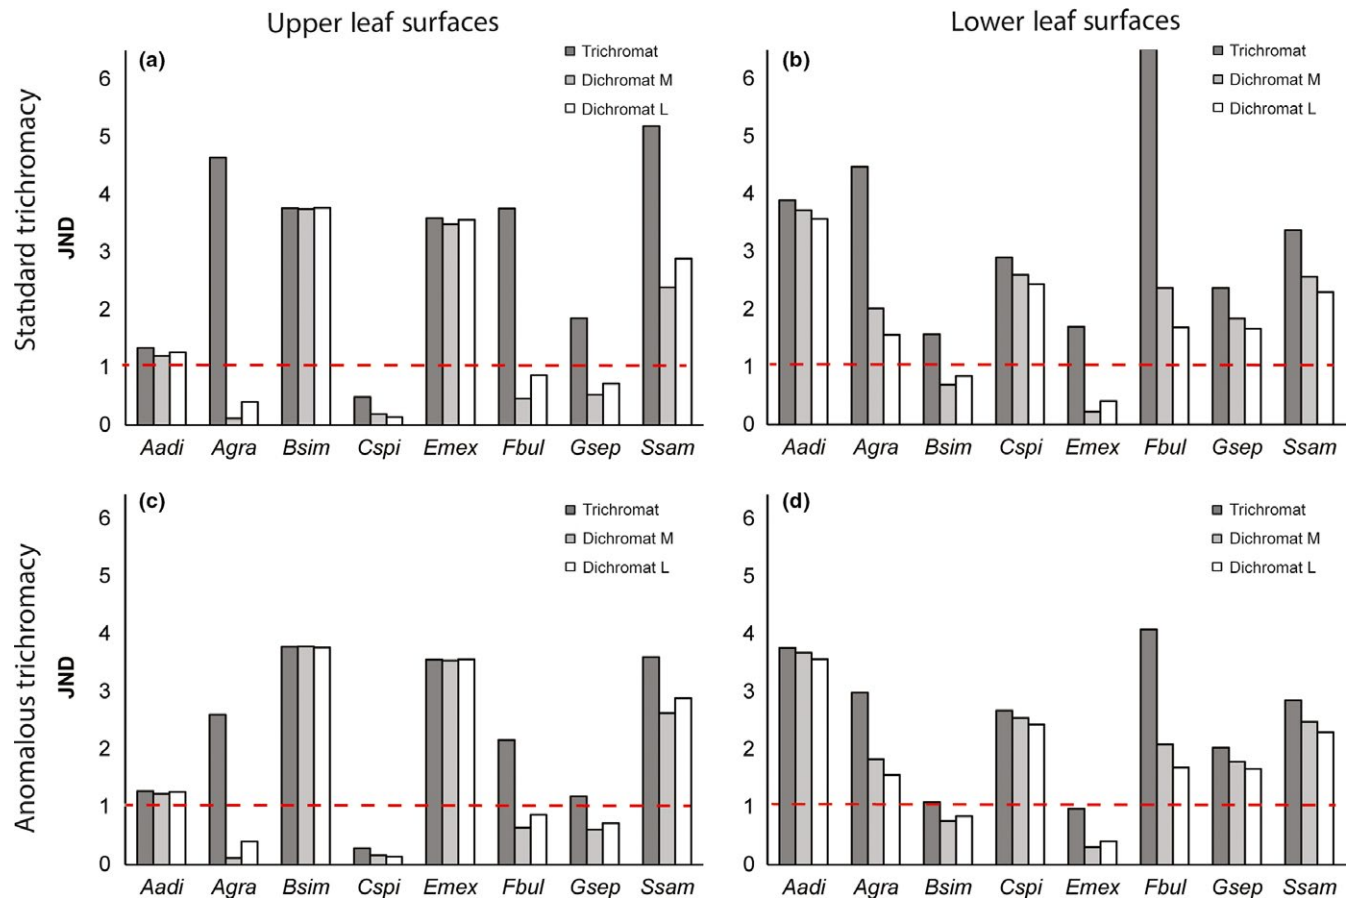 Upper leaf surfaces
Lower leaf surfaces
Standard trichromacy
JND
(a)
Trichromat
Dichromat M
Dichromat L
6
5
4
3
2
1
0
Aadi Agra Bsim Cspi Emex Fbul Gsep Ssam
(b)
Trichromat
Dichromat M
Dichromat L
6
5
4
3
2
1
0
Aadi Agra Bsim Cspi Emex Fbul Gsep Ssam
Anomalous trichromacy
JND
(c)
Trichromat
Dichromat M
Dichromat L
6
5
4
3
2
1
0
Aadi Agra Bsim Cspi Emex Fbul Gsep Ssam
(d)
Trichromat
Dichromat M
Dichromat L
6
5
4
3
2
1
0
Aadi Agra Bsim Cspi Emex Fbul Gsep Ssam